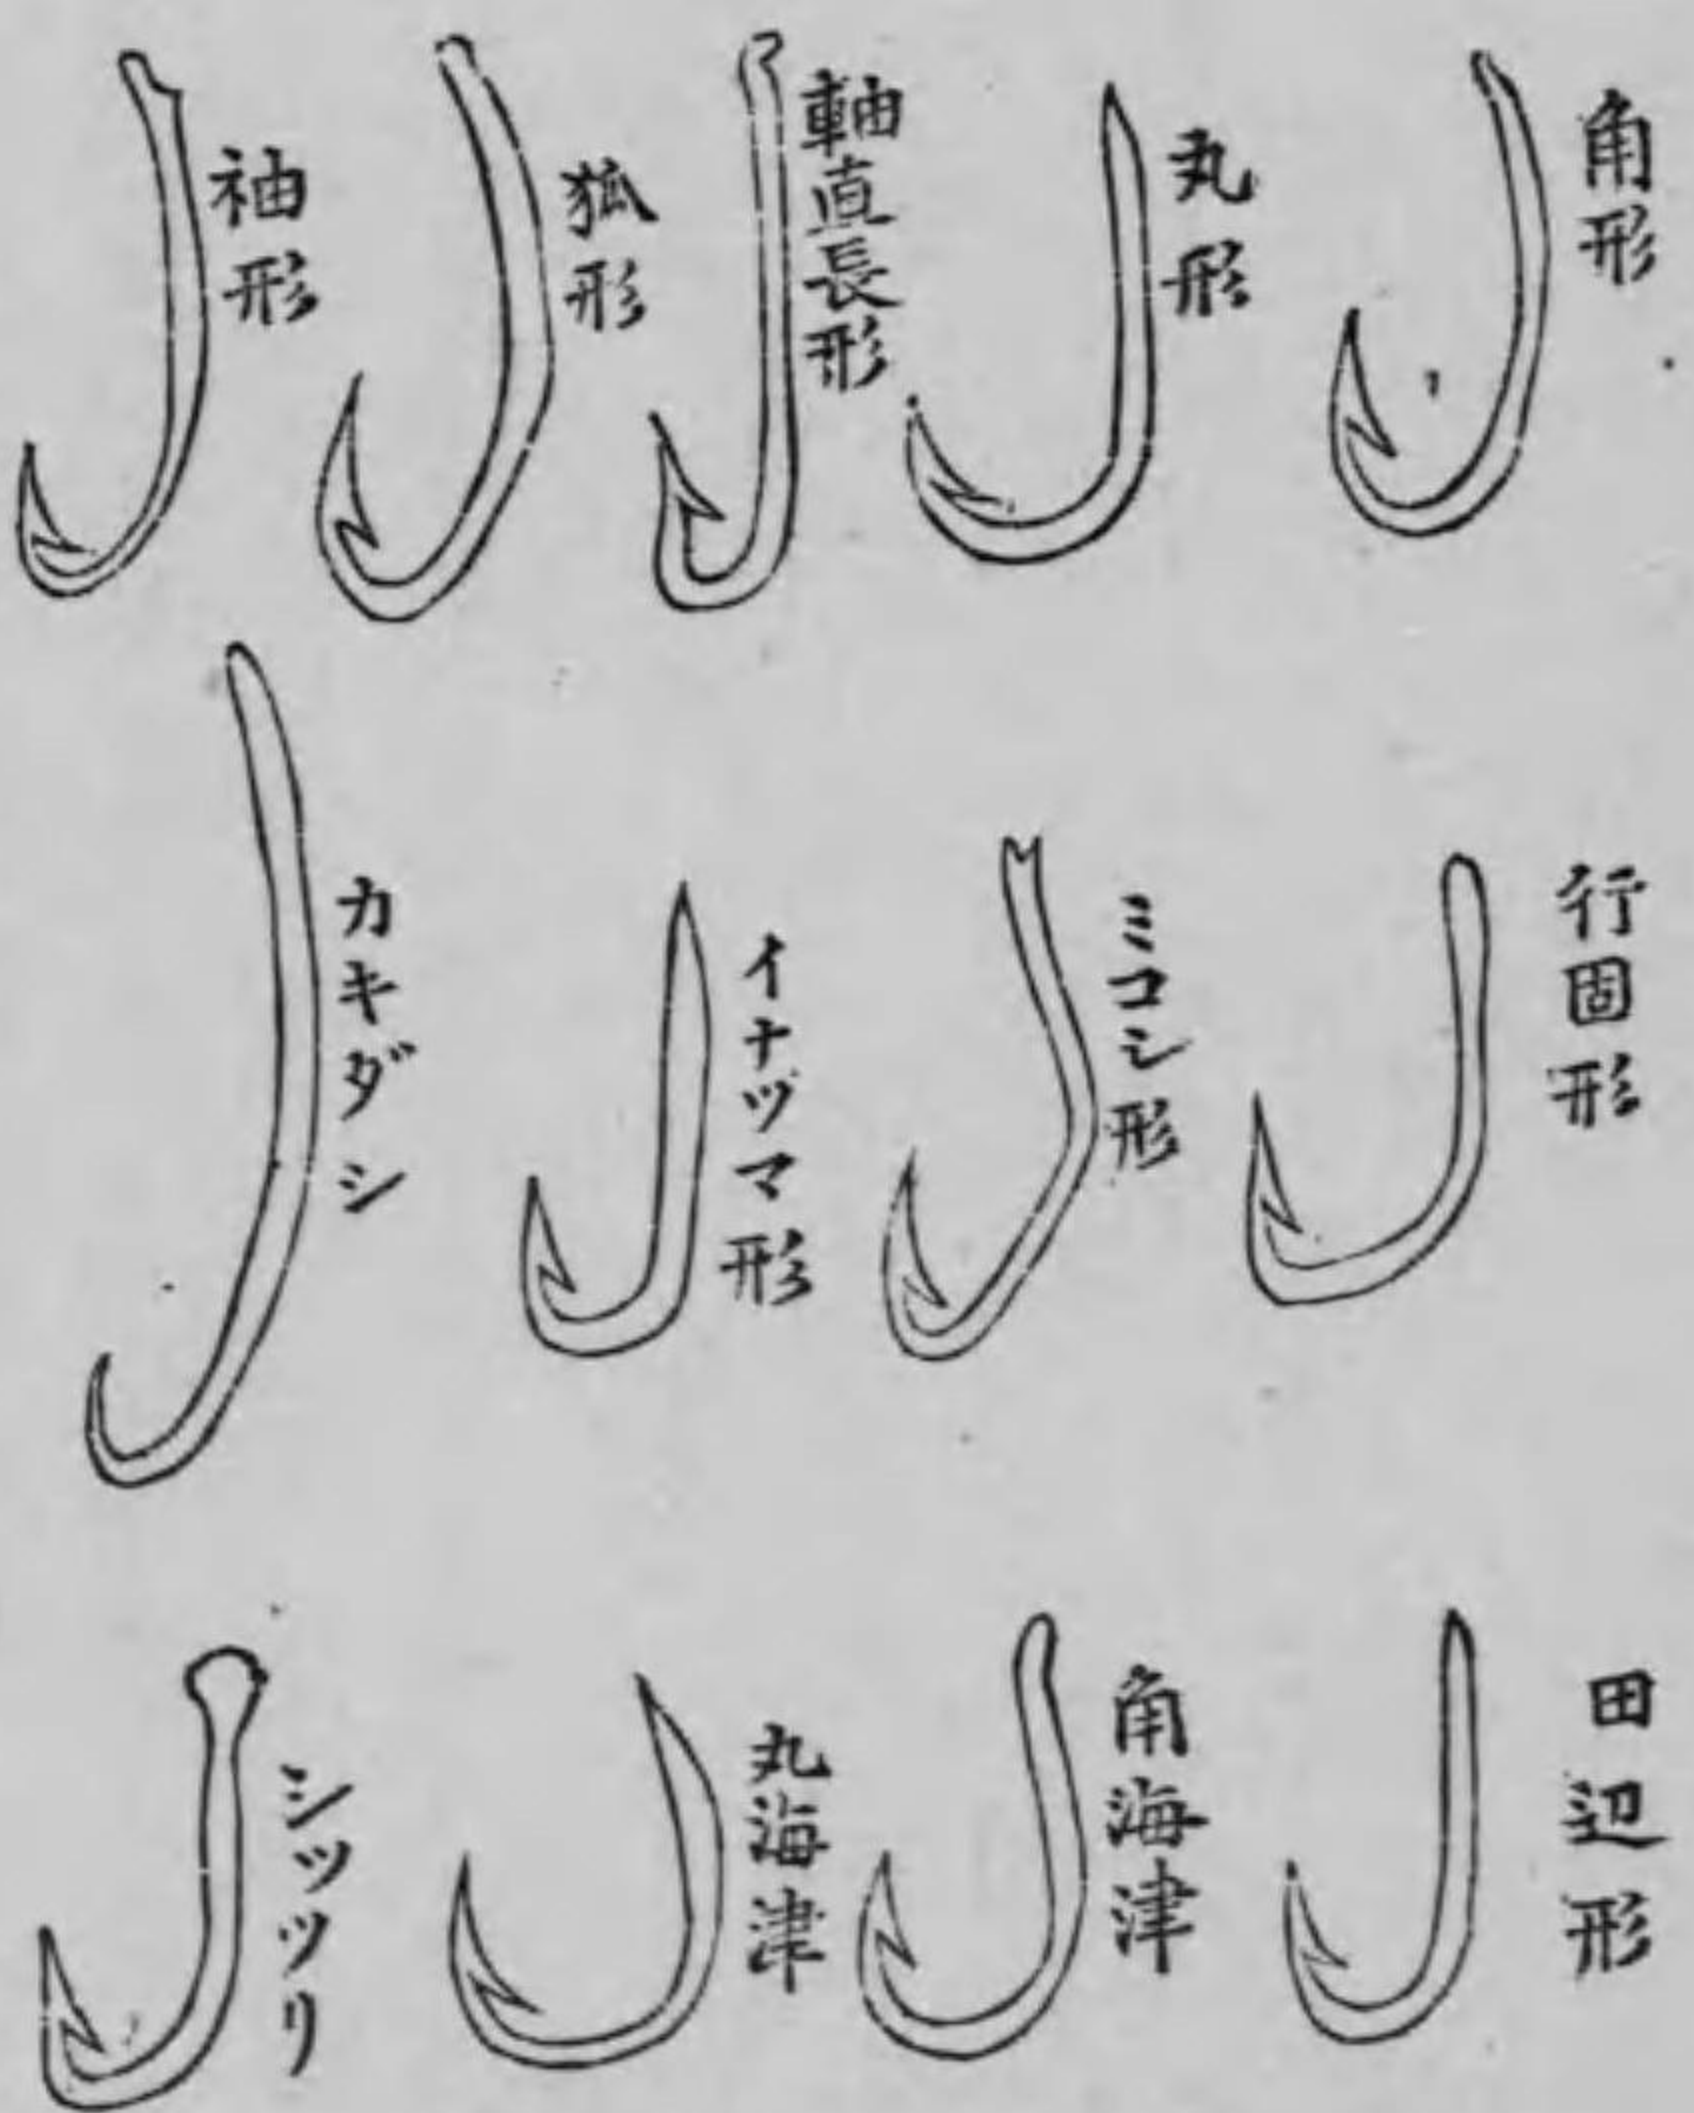 角形
丸形
軸直長形
狐形
袖形
行固形
ミコシ形
イナヅマ形
カキダシ
田辺形
角海津
丸海津
シツツリ